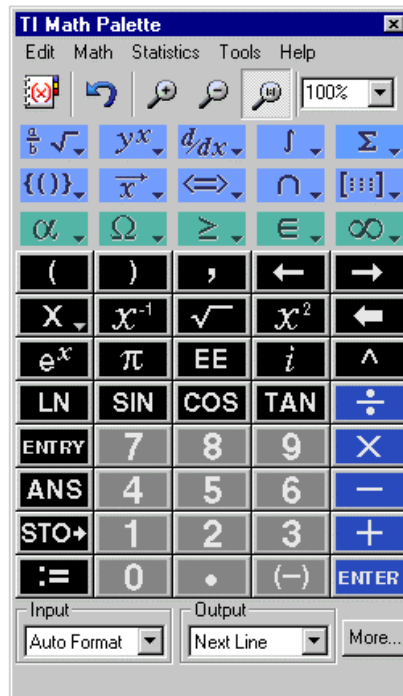 TI Math Palette
Edit Math Statistics Tools Help
100%
a/b √ yˣ d/dx ∫ Σ
{()} x→ ⇔ ∩ [⋮⋮⋮]
α Ω ≥ ∈ ∞
( ) , ← →
X x⁻¹ √ x² ⬅
eˣ π EE i ^
LN SIN COS TAN ÷
ENTRY 7 8 9 ×
ANS 4 5 6 −
STO➔ 1 2 3 +
:= 0 . (−) ENTER
Input Output
Auto Format Next Line More...